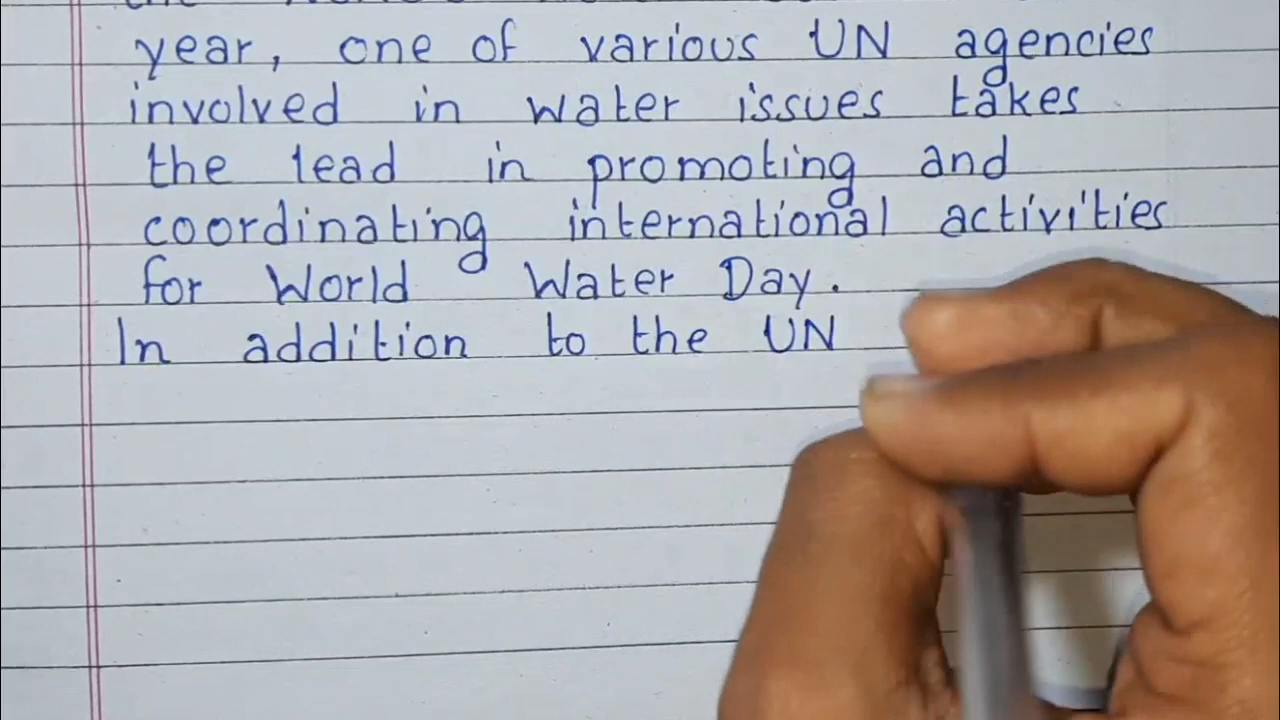 the
year, one of various UN agencies
involved in water issues takes
the lead in promoting and
coordinating international activities
for World Water Day.
In addition to the UN